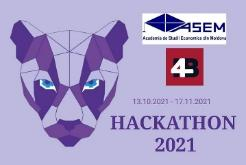 ASEM
Academia de Studii Economice din Moldova
4B
13.10.2021 - 17.11.2021
HACKATHON
2021